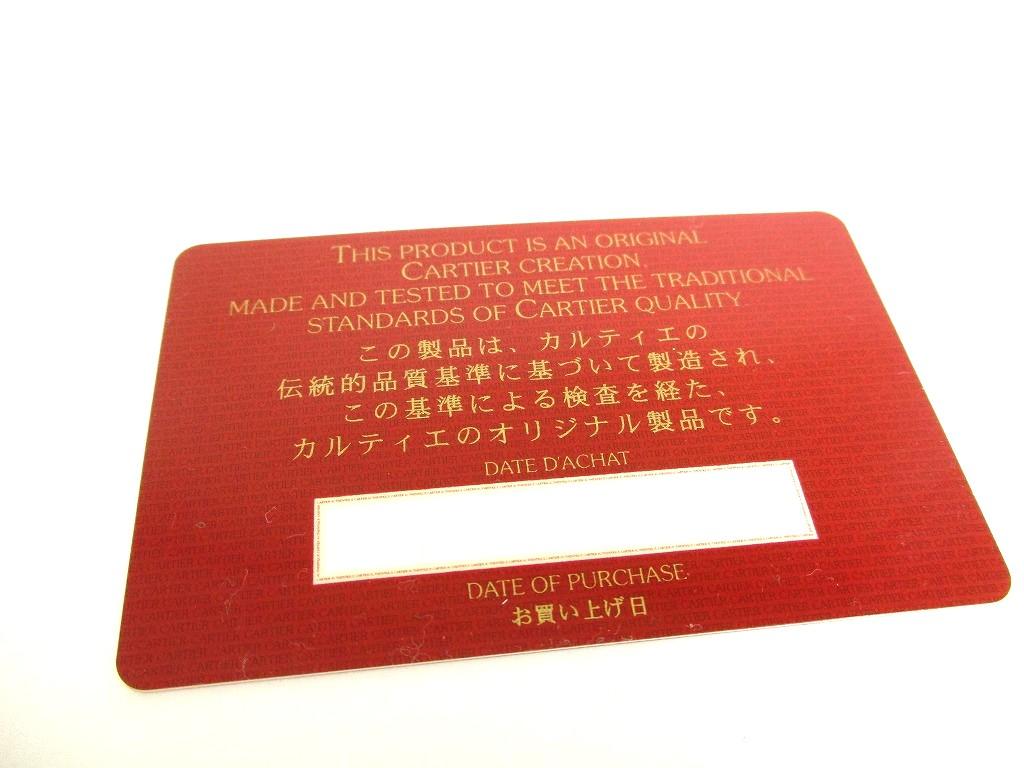 THIS PRODUCT IS AN ORIGINAL
CARTIER CREATION,
MADE AND TESTED TO MEET THE TRADITIONAL
STANDARDS OF CARTIER QUALITY
この製品は、カルティエの
伝統的品質基準に基づいて製造され、
この基準による検査を経た、
カルティエのオリジナル製品です。
DATE D'ACHAT
DATE OF PURCHASE
お買い上げ日